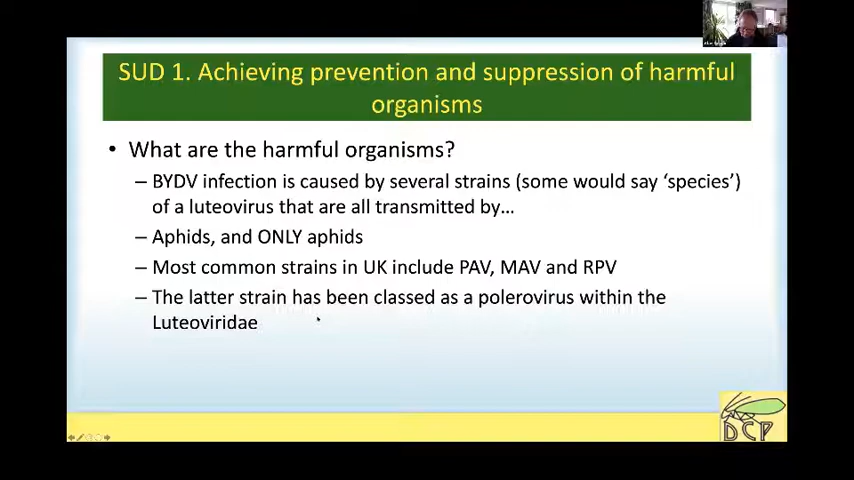 SUD 1. Achieving prevention and suppression of harmful
organisms
• What are the harmful organisms?
– BYDV infection is caused by several strains (some would say ‘species’)
of a luteovirus that are all transmitted by…
– Aphids, and ONLY aphids
– Most common strains in UK include PAV, MAV and RPV
– The latter strain has been classed as a polerovirus within the
Luteoviridae
DCP